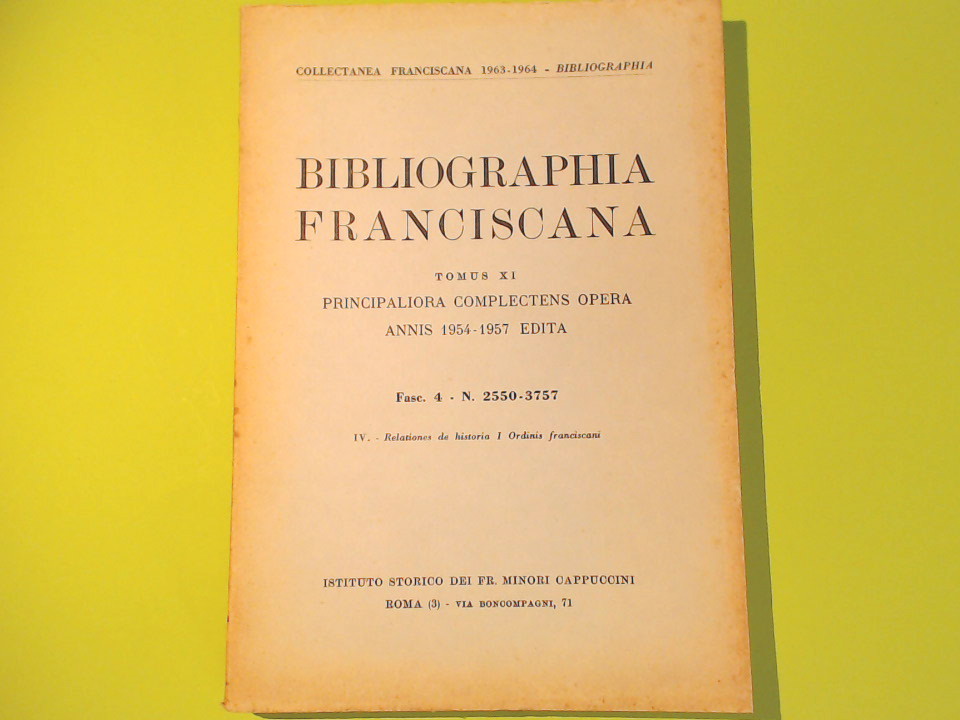 COLLECTANEA FRANCISCANA 1963-1964 - BIBLIOGRAPHIA
BIBLIOGRAPHIA
FRANCISCANA
TOMUS XI
PRINCIPALIORA COMPLECTENS OPERA
ANNIS 1954-1957 EDITA
Fasc. 4 - N. 2550-3757
IV. - Relationes de historia I Ordinis franciscani
ISTITUTO STORICO DEI FR. MINORI CAPPUCCINI
ROMA (3) - VIA BONCOMPAGNI, 71